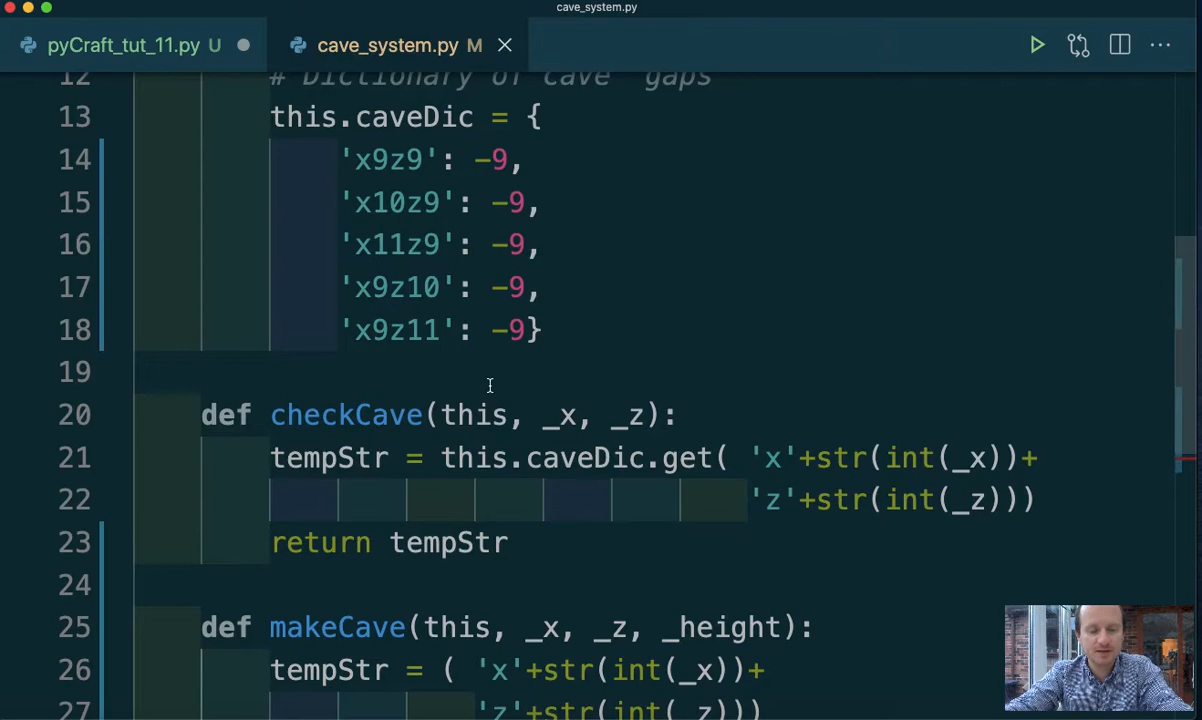 cave_system.py
pyCraft_tut_11.py U cave_system.py M
12 # Dictionary of cave gaps
13 this.caveDic = {
14 'x9z9': -9,
15 'x10z9': -9,
16 'x11z9': -9,
17 'x9z10': -9,
18 'x9z11': -9}
19
20 def checkCave(this, _x, _z):
21 tempStr = this.caveDic.get( 'x'+str(int(_x))+
22 'z'+str(int(_z)))
23 return tempStr
24
25 def makeCave(this, _x, _z, _height):
26 tempStr = ( 'x'+str(int(_x))+
27 'z'+str(int(_z)))